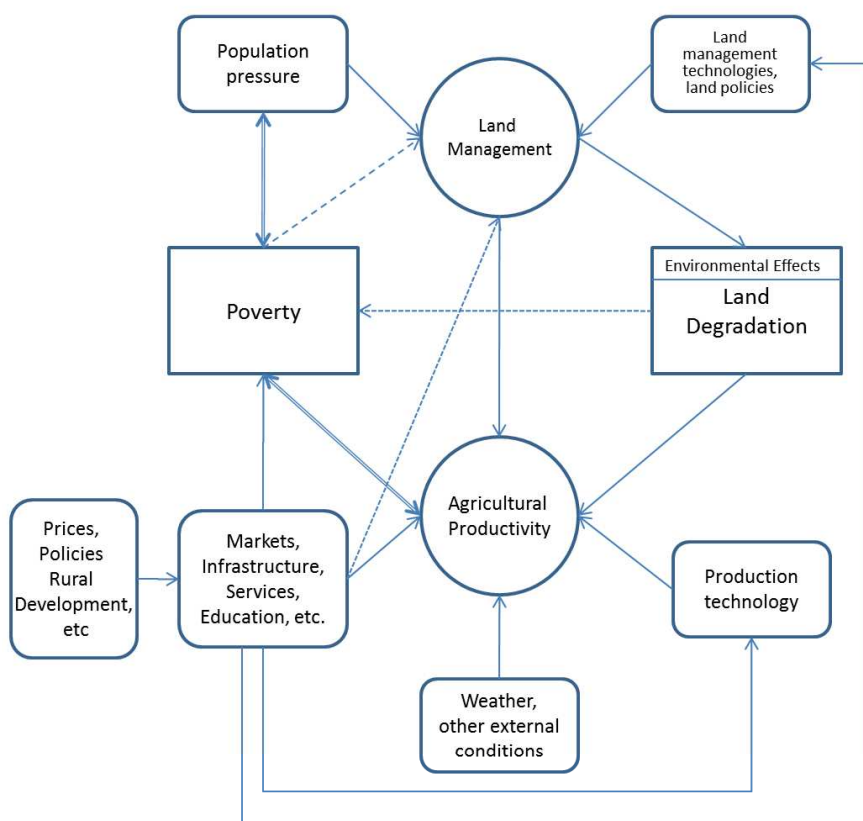 Population
pressure
Land
Management
Land
management
technologies,
land policies
Poverty
Environmental Effects
Land
Degradation
Prices,
Policies
Rural
Development,
etc
Markets,
Infrastructure,
Services,
Education, etc.
Agricultural
Productivity
Production
technology
Weather,
other external
conditions